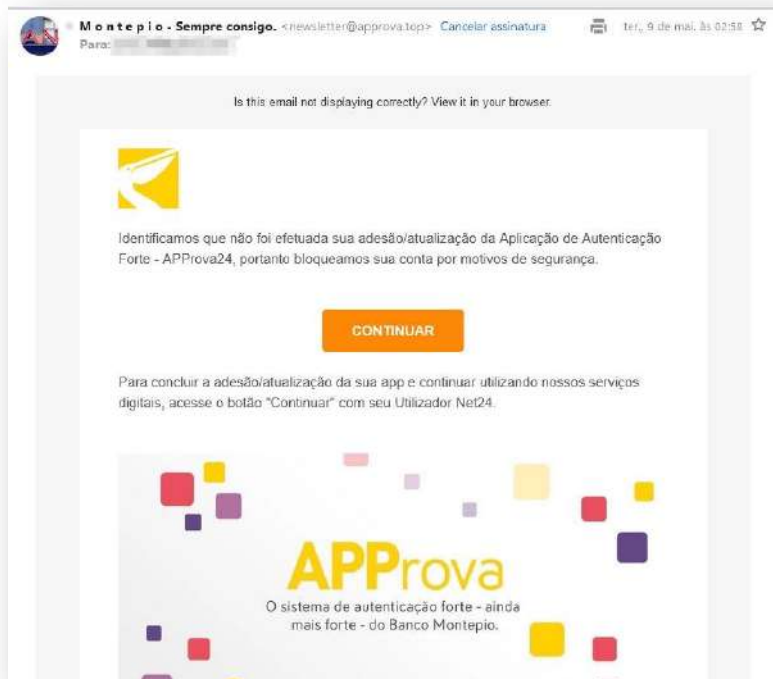 M o n t e p i o - Sempre consigo. <newsletter@approva.top> Cancelar assinatura ter., 9 de mai. às 02:58
Para:
Is this email not displaying correctly? View it in your browser.
Identificamos que não foi efetuada sua adesão/atualização da Aplicação de Autenticação
Forte - APProva24, portanto bloqueamos sua conta por motivos de segurança.
CONTINUAR
Para concluir a adesão/atualização da sua app e continuar utilizando nossos serviços
digitais, acesse o botão "Continuar" com seu Utilizador Net24.
APProva
O sistema de autenticação forte - ainda
mais forte - do Banco Montepio.